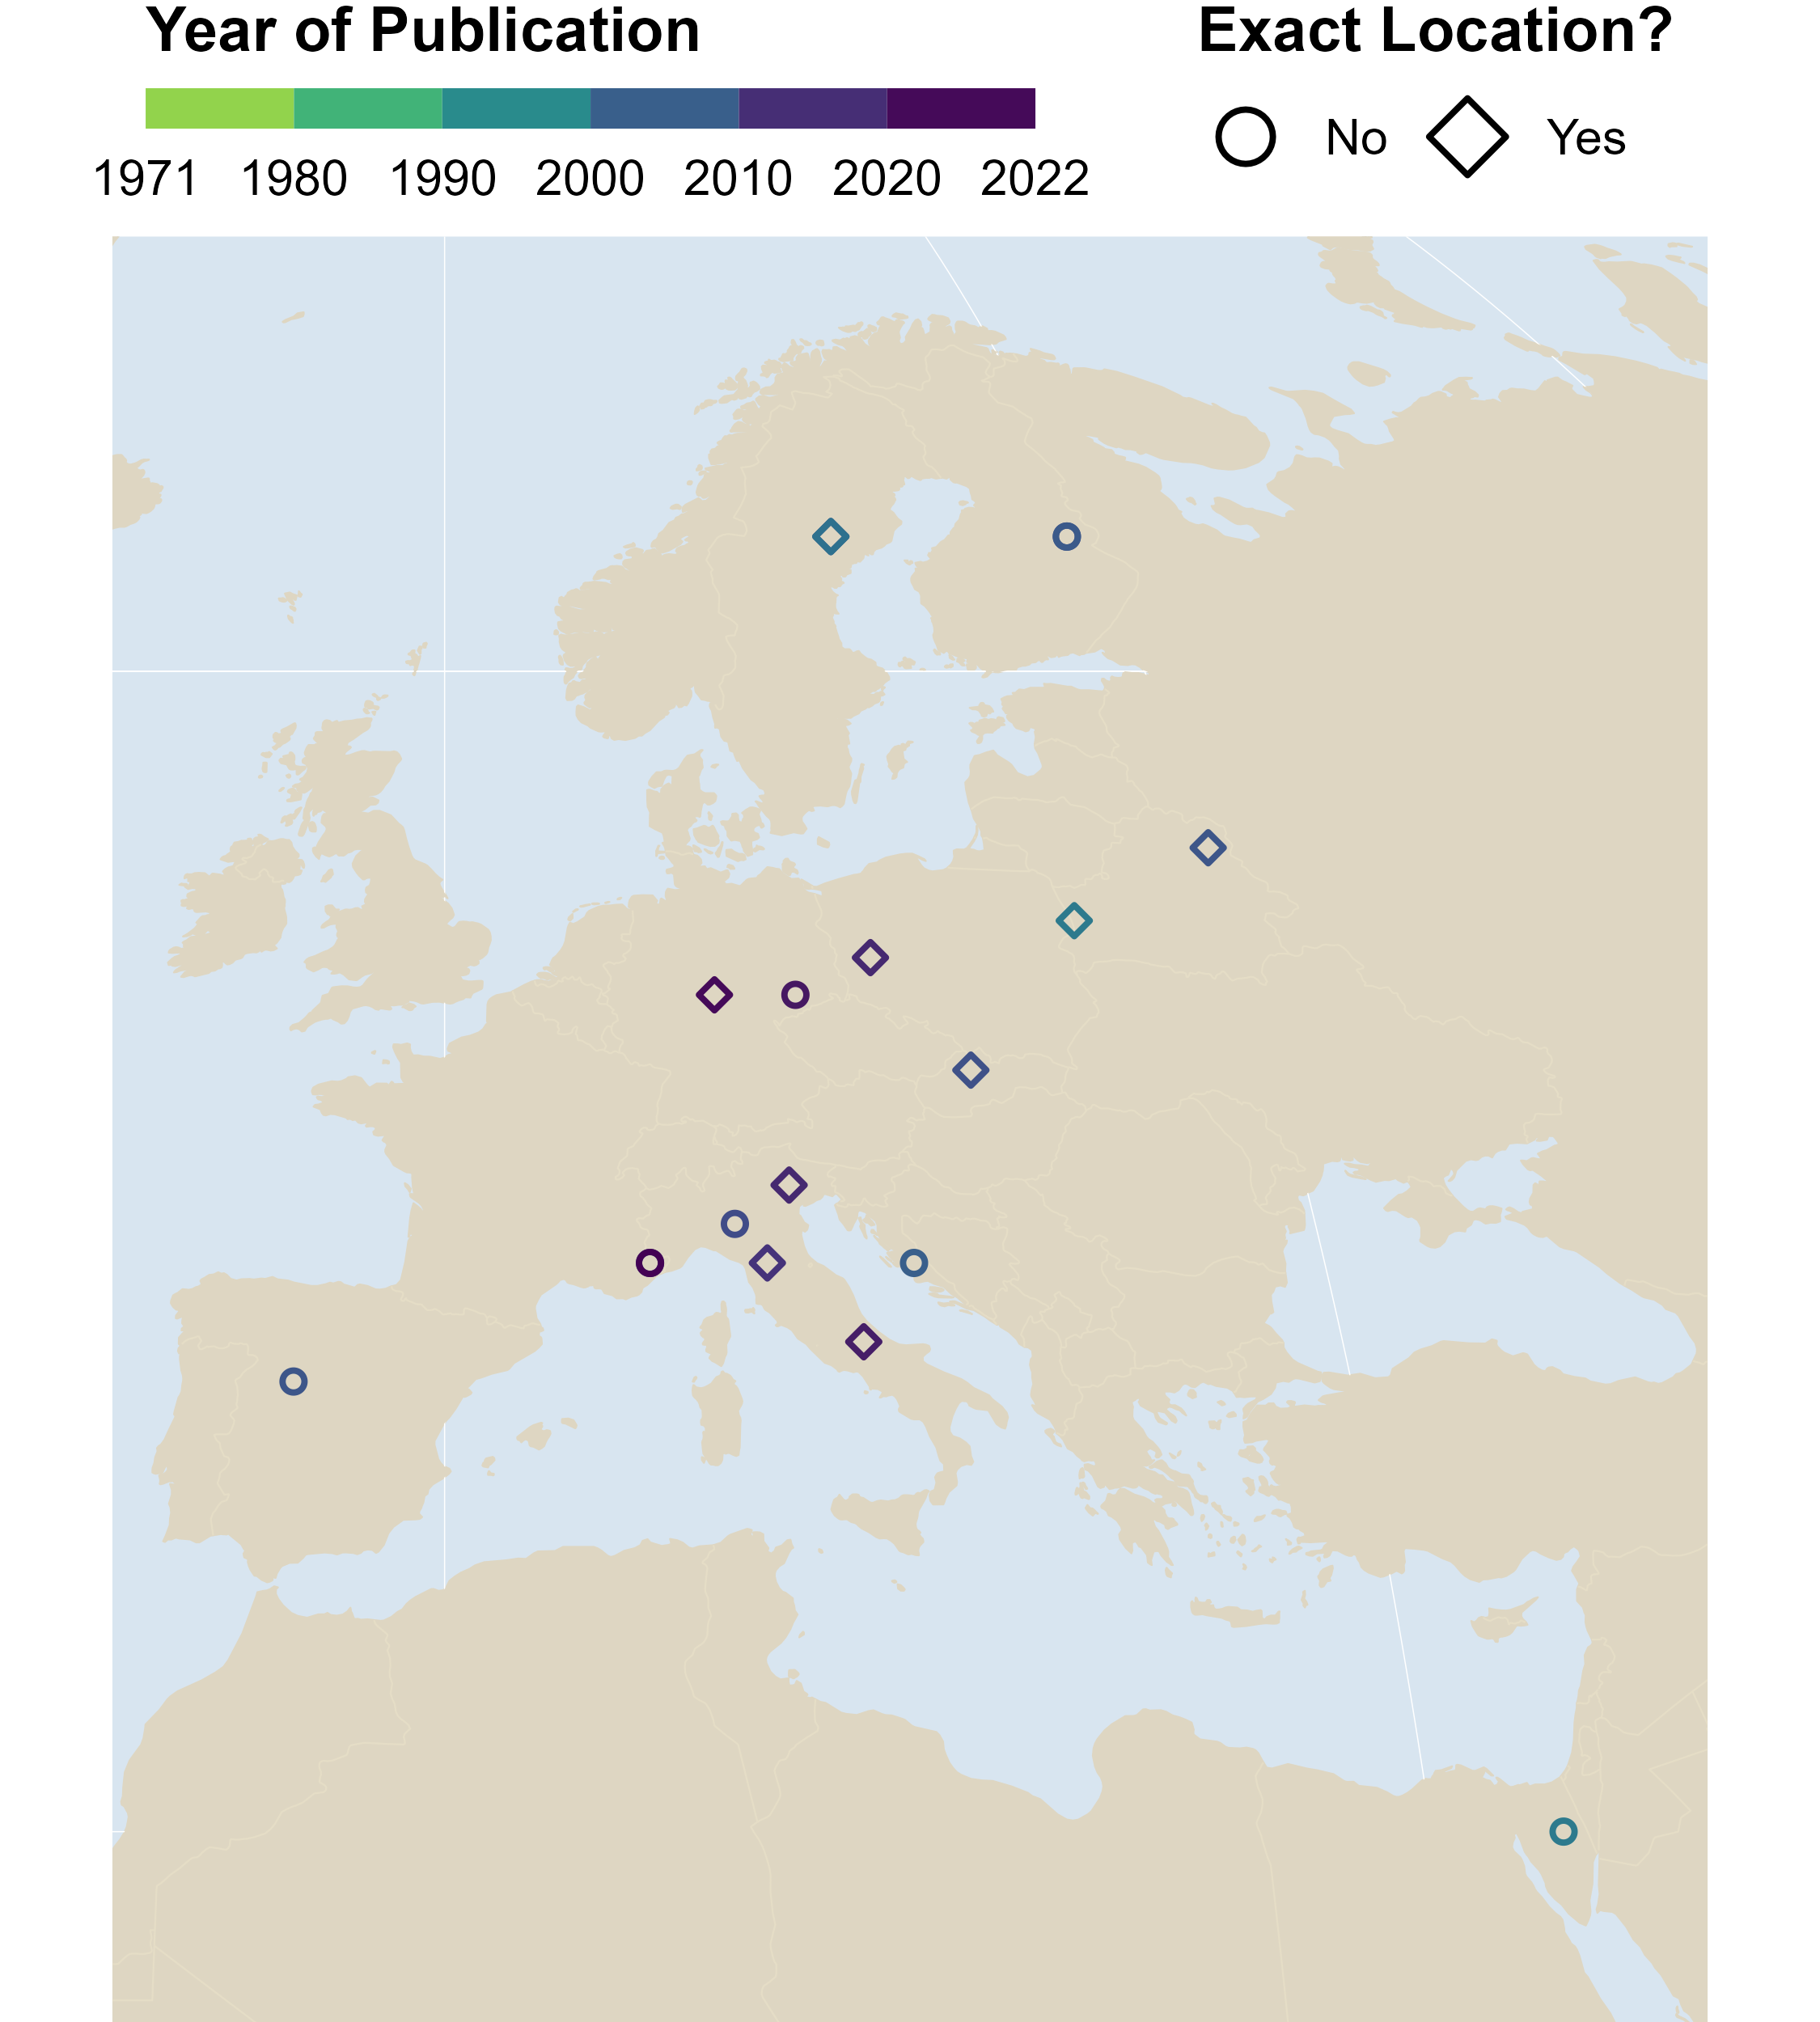 Year of Publication
Exact Location?
No Yes
1971 1980 1990 2000 2010 2020 2022